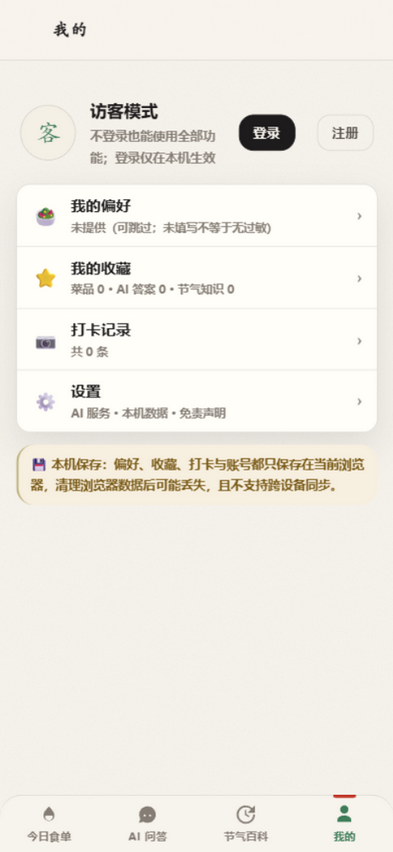 我的
客
访客模式
不登录也能使用全部功
能；登录仅在本机生效
登录
注册
我的偏好
未提供（可跳过；未填写不等于无过敏）
我的收藏
菜品 0 • AI 答案 0 • 节气知识 0
打卡记录
共 0 条
设置
AI 服务 • 本机数据 • 免责声明
本机保存：偏好、收藏、打卡与账号都只保存在当前浏览
器，清理浏览器数据后可能丢失，且不支持跨设备同步。
今日食单
AI 问答
节气百科
我的